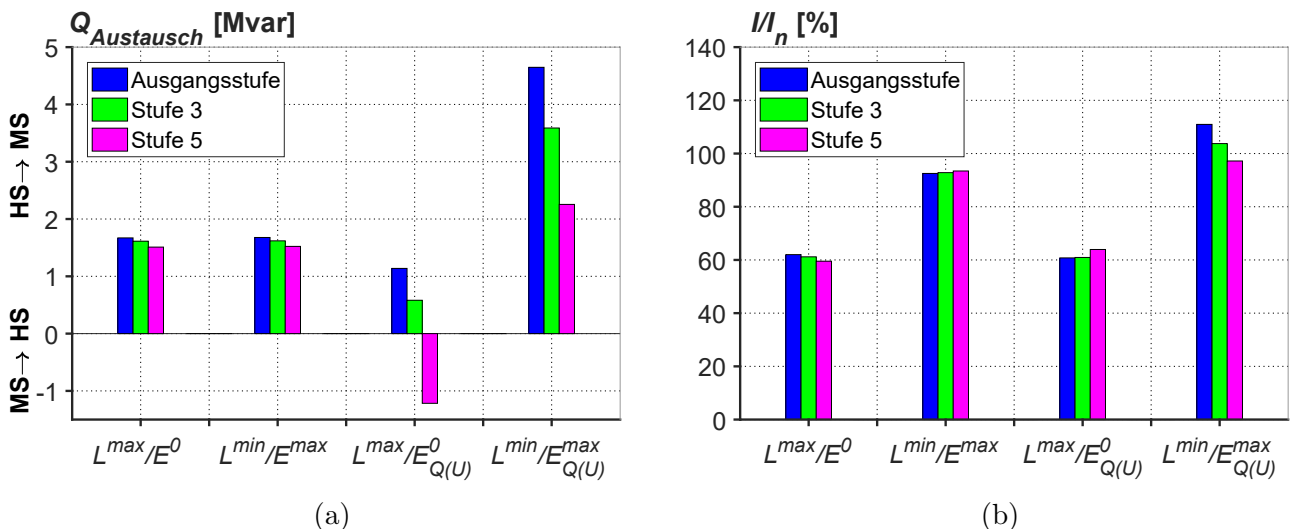 Q_Austausch [Mvar]
5
4
3
2
1
0
-1
HS→ MS
MS→ HS
Ausgangsstufe
Stufe 3
Stufe 5
L^max/E^0
L^min/E^max
L^max/E^0_Q(U)
L^min/E^max_Q(U)
(a)
I/I_n [%]
140
120
100
80
60
40
20
0
Ausgangsstufe
Stufe 3
Stufe 5
L^max/E^0
L^min/E^max
L^max/E^0_Q(U)
L^min/E^max_Q(U)
(b)